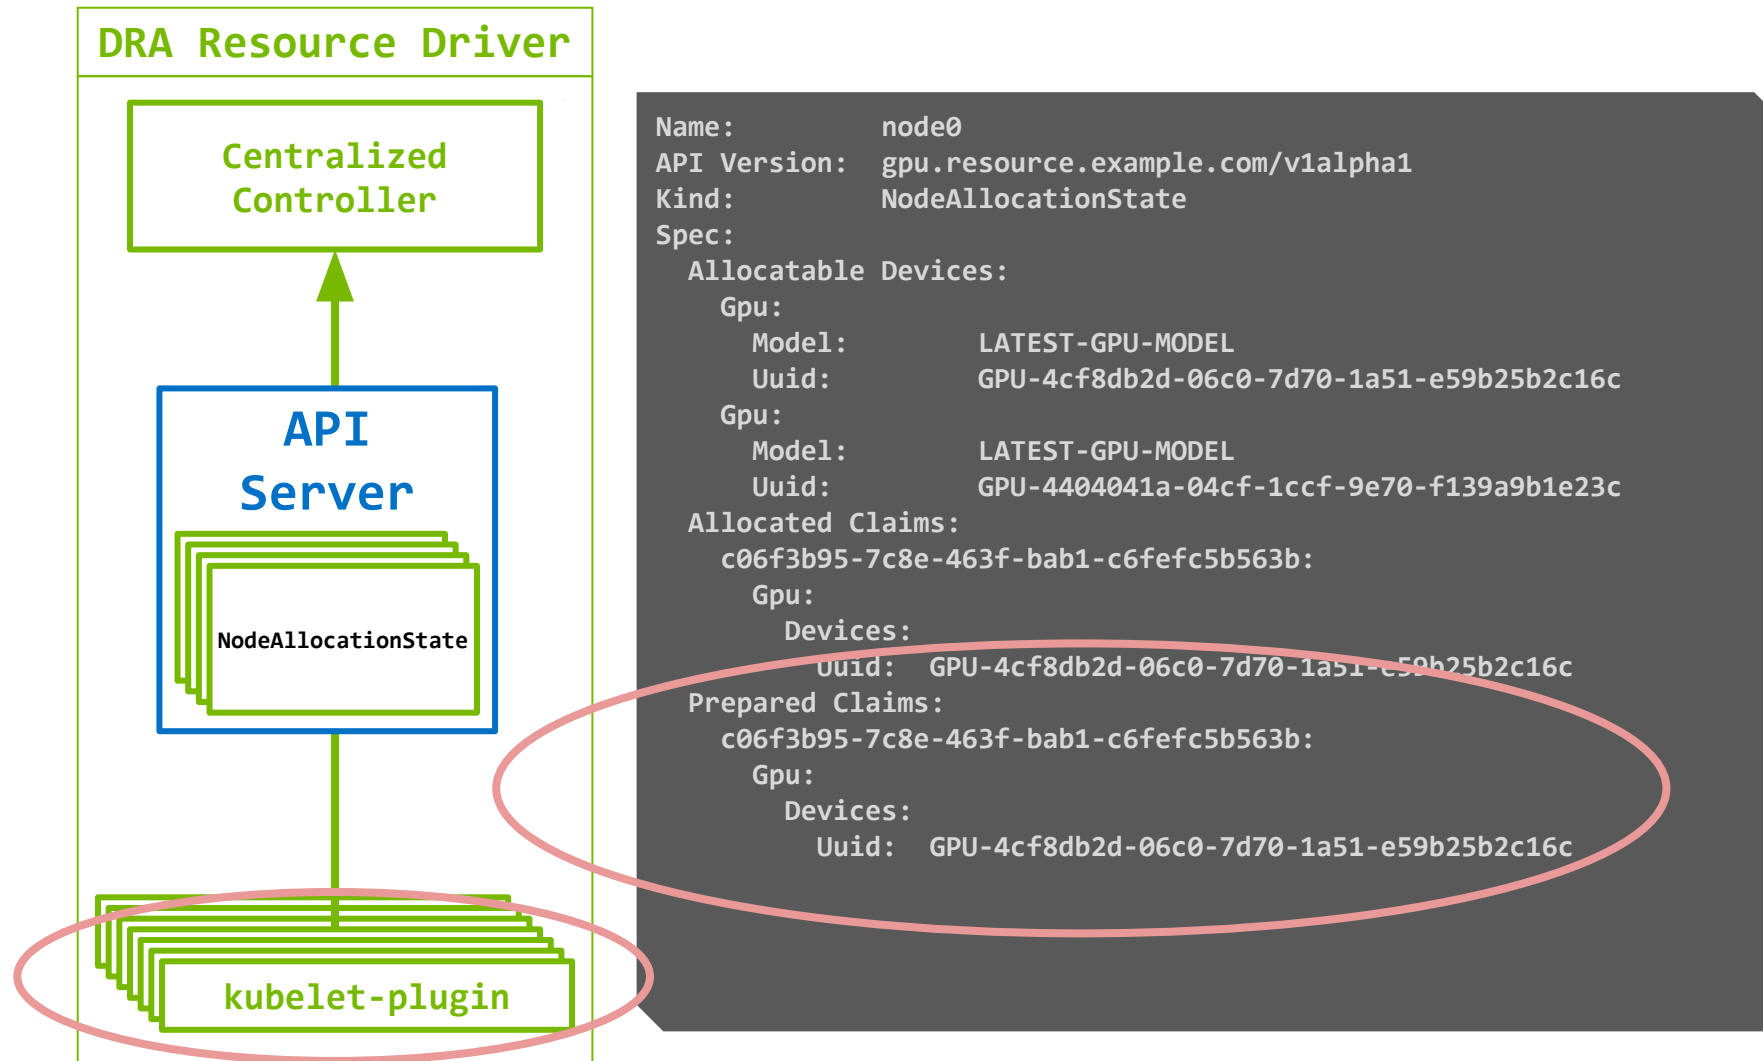 DRA Resource Driver
Centralized
Controller
API
Server
NodeAllocationState
kubelet-plugin
Name:         node0
API Version:  gpu.resource.example.com/v1alpha1
Kind:         NodeAllocationState
Spec:
  Allocatable Devices:
    Gpu:
      Model:        LATEST-GPU-MODEL
      Uuid:         GPU-4cf8db2d-06c0-7d70-1a51-e59b25b2c16c
    Gpu:
      Model:        LATEST-GPU-MODEL
      Uuid:         GPU-4404041a-04cf-1ccf-9e70-f139a9b1e23c
  Allocated Claims:
    c06f3b95-7c8e-463f-bab1-c6fefc5b563b:
      Gpu:
        Devices:
          Uuid:  GPU-4cf8db2d-06c0-7d70-1a51-e59b25b2c16c
  Prepared Claims:
    c06f3b95-7c8e-463f-bab1-c6fefc5b563b:
      Gpu:
        Devices:
          Uuid:  GPU-4cf8db2d-06c0-7d70-1a51-e59b25b2c16c